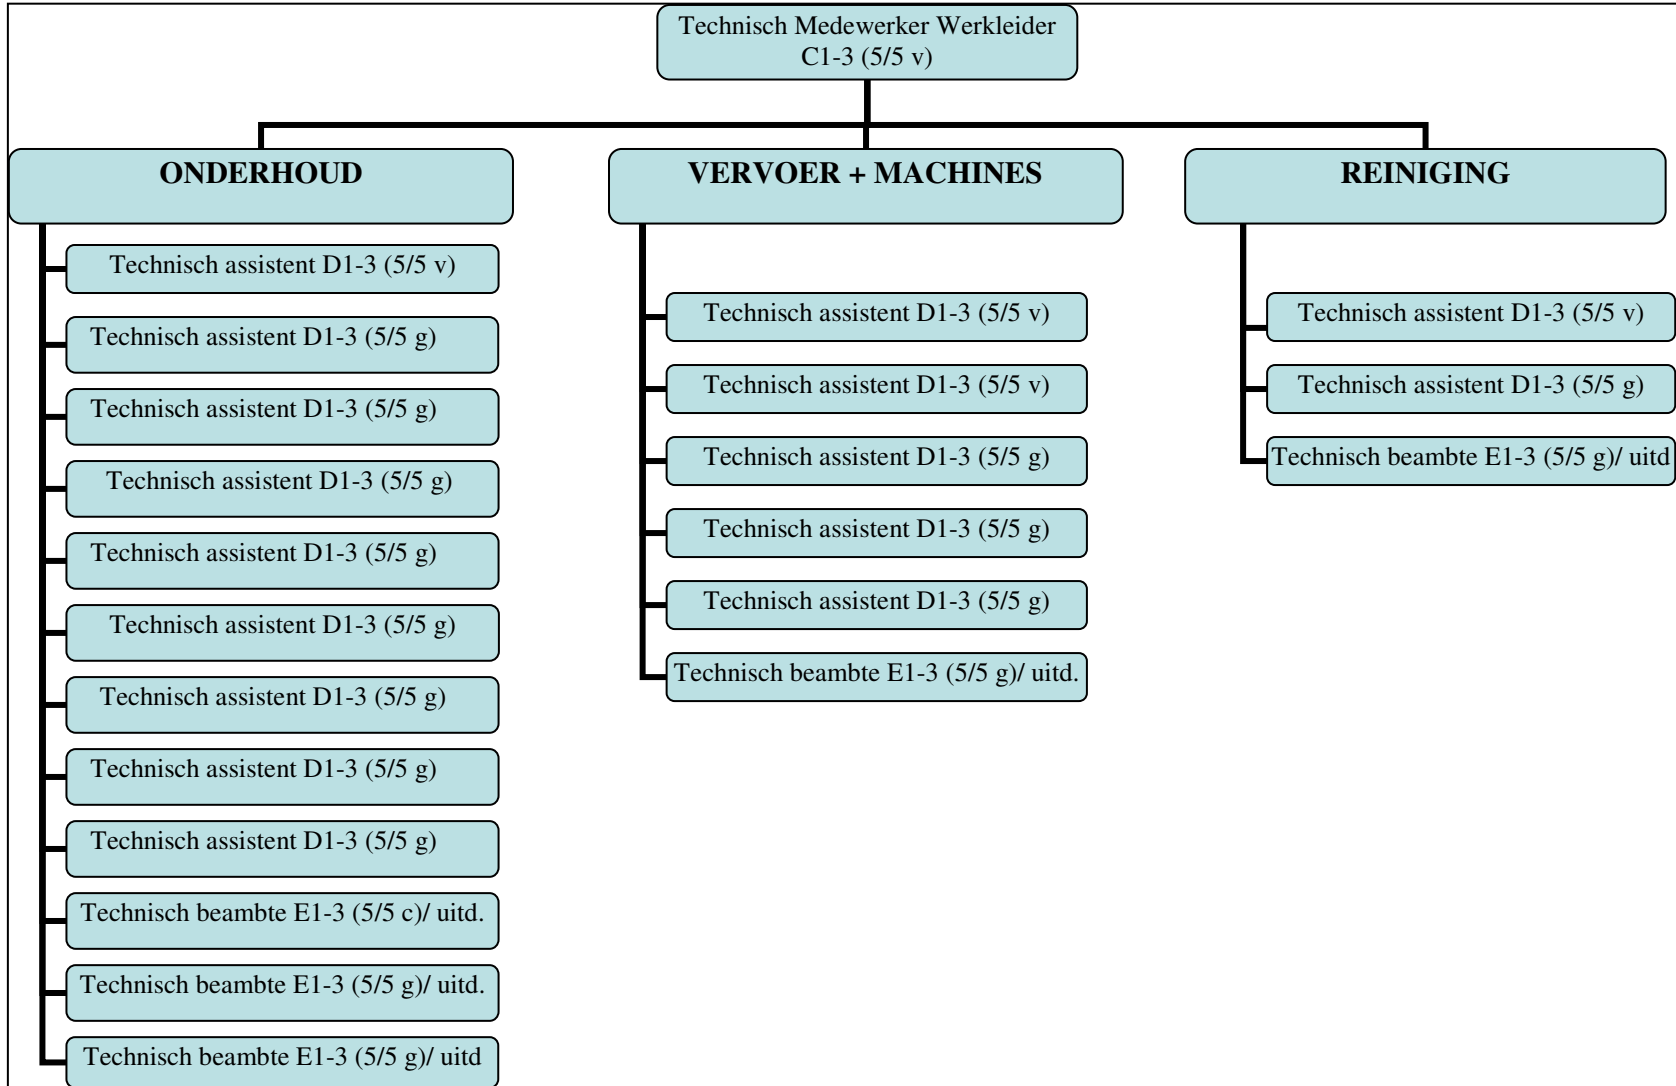 Technisch Medewerker Werkleider
C1-3 (5/5 v)
ONDERHOUD
Technisch assistent D1-3 (5/5 v)
Technisch assistent D1-3 (5/5 g)
Technisch assistent D1-3 (5/5 g)
Technisch assistent D1-3 (5/5 g)
Technisch assistent D1-3 (5/5 g)
Technisch assistent D1-3 (5/5 g)
Technisch assistent D1-3 (5/5 g)
Technisch assistent D1-3 (5/5 g)
Technisch assistent D1-3 (5/5 g)
Technisch beambte E1-3 (5/5 c)/ uitd.
Technisch beambte E1-3 (5/5 g)/ uitd.
Technisch beambte E1-3 (5/5 g)/ uitd
VERVOER + MACHINES
Technisch assistent D1-3 (5/5 v)
Technisch assistent D1-3 (5/5 v)
Technisch assistent D1-3 (5/5 g)
Technisch assistent D1-3 (5/5 g)
Technisch assistent D1-3 (5/5 g)
Technisch beambte E1-3 (5/5 g)/ uitd.
REINIGING
Technisch assistent D1-3 (5/5 v)
Technisch assistent D1-3 (5/5 g)
Technisch beambte E1-3 (5/5 g)/ uitd